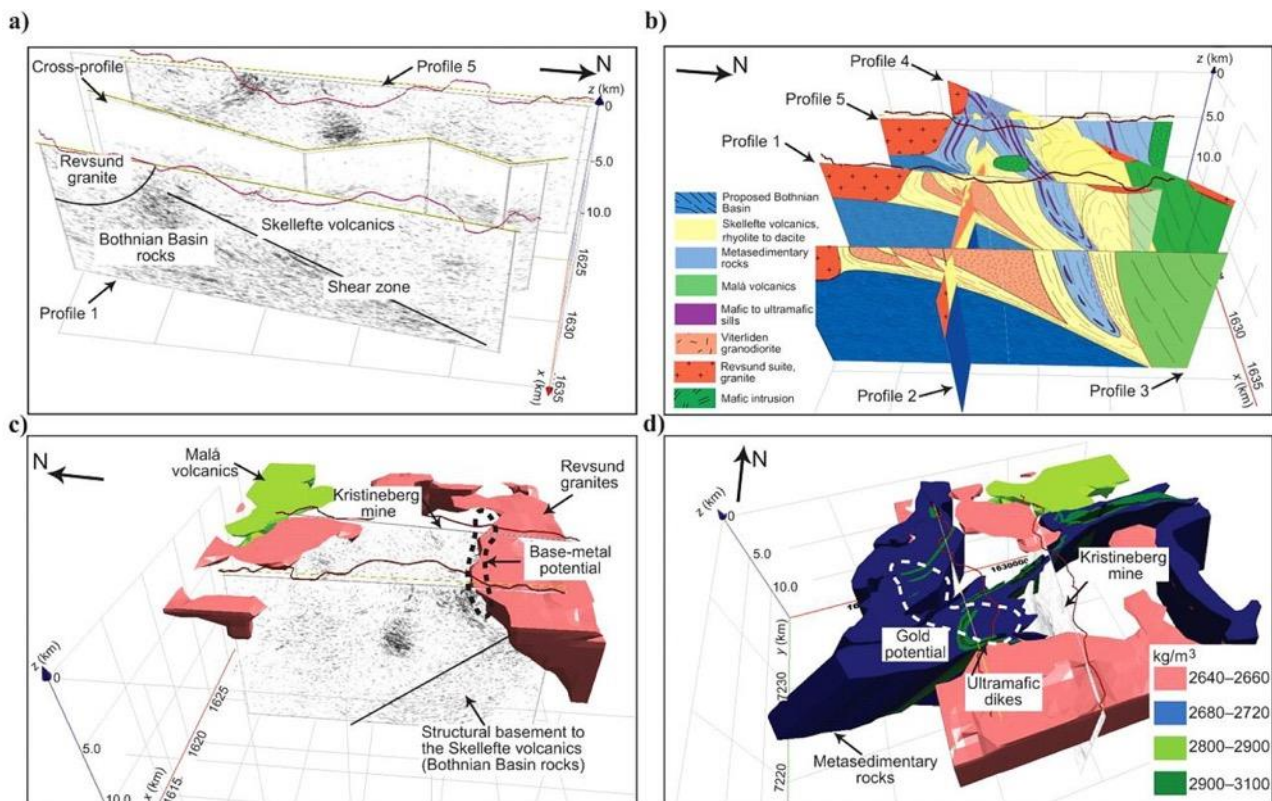 a)
Cross-profile
Profile 5
N
z (km)
0
-5.0
-10.0
Revsund
granite
Skellefte volcanics
Bothnian Basin
rocks
Shear zone
Profile 1
1625
1630
1635
x (km)
b)
N
Profile 4
z (km)
0
5.0
10.0
Profile 5
Profile 1
Proposed Bothnian
Basin
Skellefte volcanics,
rhyolite to dacite
Metasedimentary
rocks
Malå volcanics
Mafic to ultramafic
sills
Viterliden
granodiorite
Revsund suite,
granite
Mafic intrusion
Profile 2
Profile 3
1630
1635
x (km)
c)
N
Malå
volcanics
Kristineberg
mine
Revsund
granites
Base-metal
potential
z (km)
0
5.0
10.0
1625
1620
1615
x (km)
Structural basement to
the Skellefte volcanics
(Bothnian Basin rocks)
d)
N
z (km)
0
5.0
10.0
1630000
Kristineberg
mine
Gold
potential
Ultramafic
dikes
y (km)
7230
7220
Metasedimentary
rocks
kg/m³
2640–2660
2680–2720
2800–2900
2900–3100